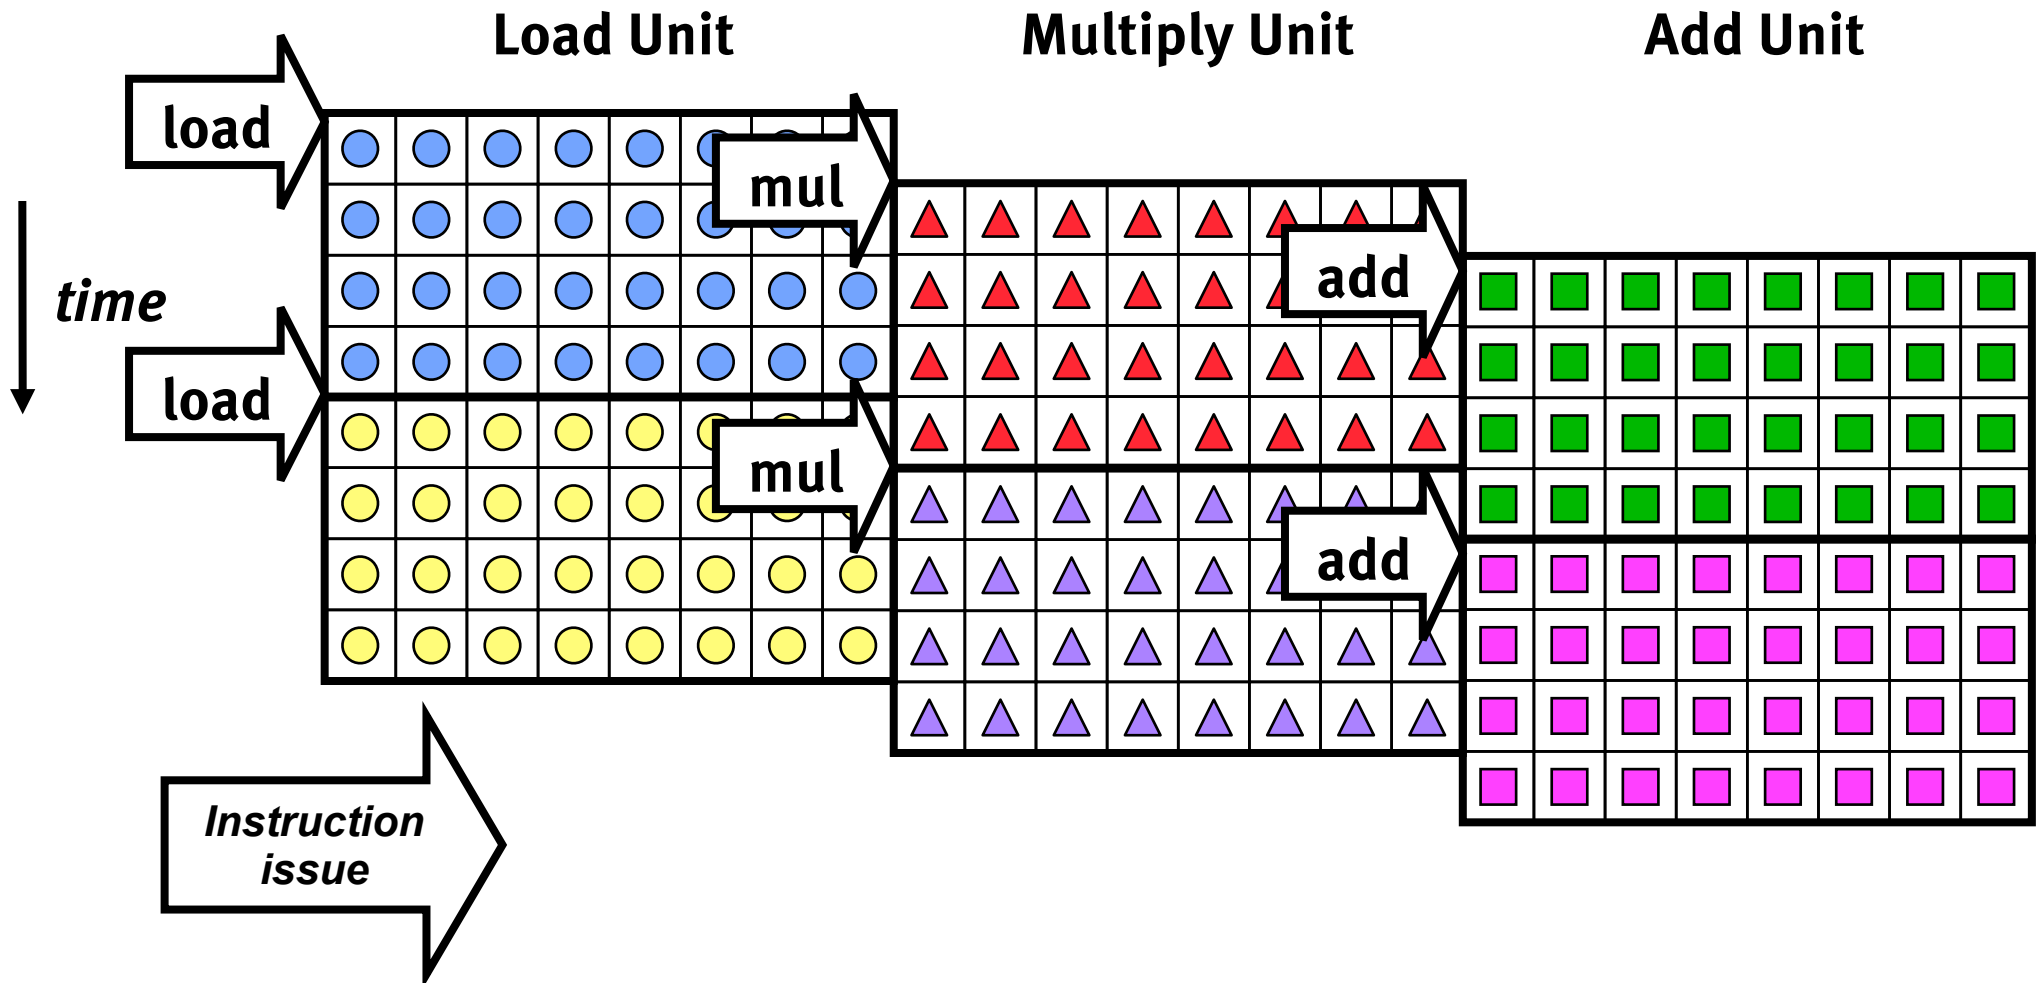 Load Unit
Multiply Unit
Add Unit
load
mul
add
time
load
mul
add
Instruction
issue